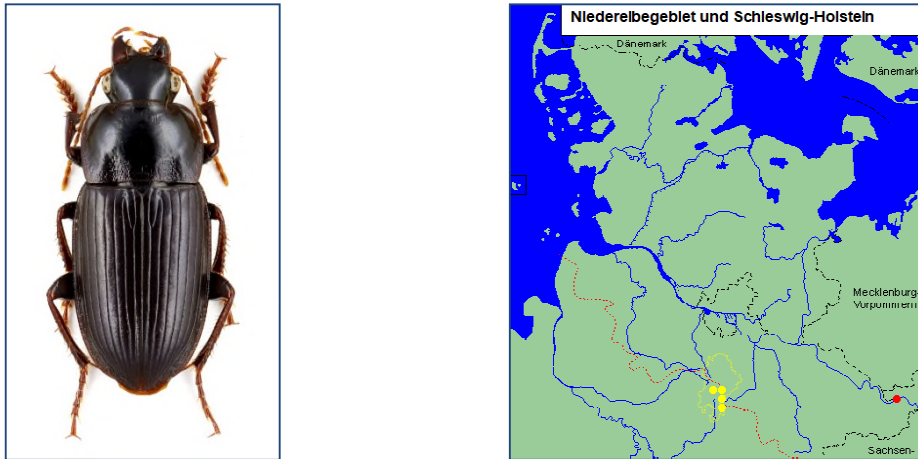 Niederelbegebiet und Schleswig-Holstein
Dänemark
Dänemark
Mecklenburg-
Vorpommern
Sachsen-